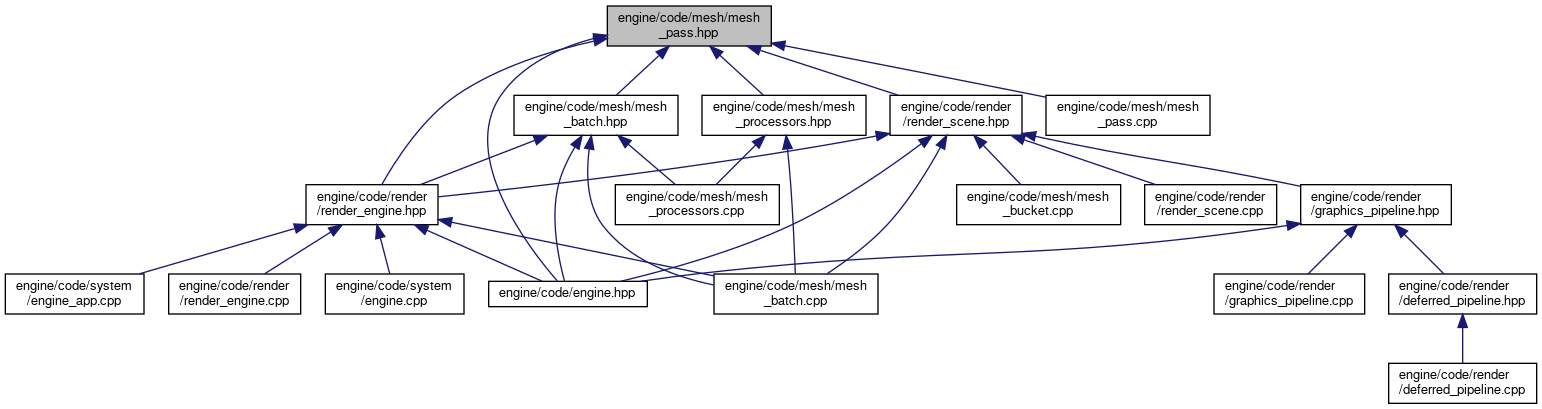 engine/code/mesh/mesh
_pass.hpp
engine/code/mesh/mesh
_batch.hpp
engine/code/mesh/mesh
_processors.hpp
engine/code/render
/render_scene.hpp
engine/code/mesh/mesh
_pass.cpp
engine/code/render
/render_engine.hpp
engine/code/mesh/mesh
_processors.cpp
engine/code/mesh/mesh
_bucket.cpp
engine/code/render
/render_scene.cpp
engine/code/render
/graphics_pipeline.hpp
engine/code/system
/engine_app.cpp
engine/code/render
/render_engine.cpp
engine/code/system
/engine.cpp
engine/code/engine.hpp
engine/code/mesh/mesh
_batch.cpp
engine/code/render
/graphics_pipeline.cpp
engine/code/render
/deferred_pipeline.hpp
engine/code/render
/deferred_pipeline.cpp